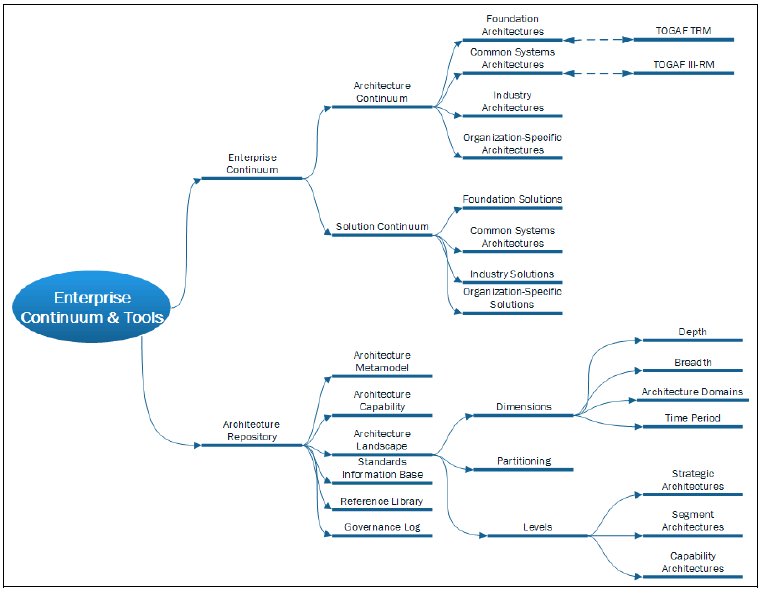 Foundation
Architectures
TOGAF TRM
Common Systems
Architectures
TOGAF III-RM
Architecture
Continuum
Industry
Architectures
Organization-Specific
Architectures
Enterprise
Continuum
Foundation Solutions
Solution Continuum
Common Systems
Architectures
Industry Solutions
Organization-Specific
Solutions
Enterprise
Continuum & Tools
Architecture
Metamodel
Architecture
Capability
Architecture
Repository
Architecture
Landscape
Standards
Information Base
Reference Library
Governance Log
Dimensions
Depth
Breadth
Architecture Domains
Time Period
Partitioning
Levels
Strategic
Architectures
Segment
Architectures
Capability
Architectures